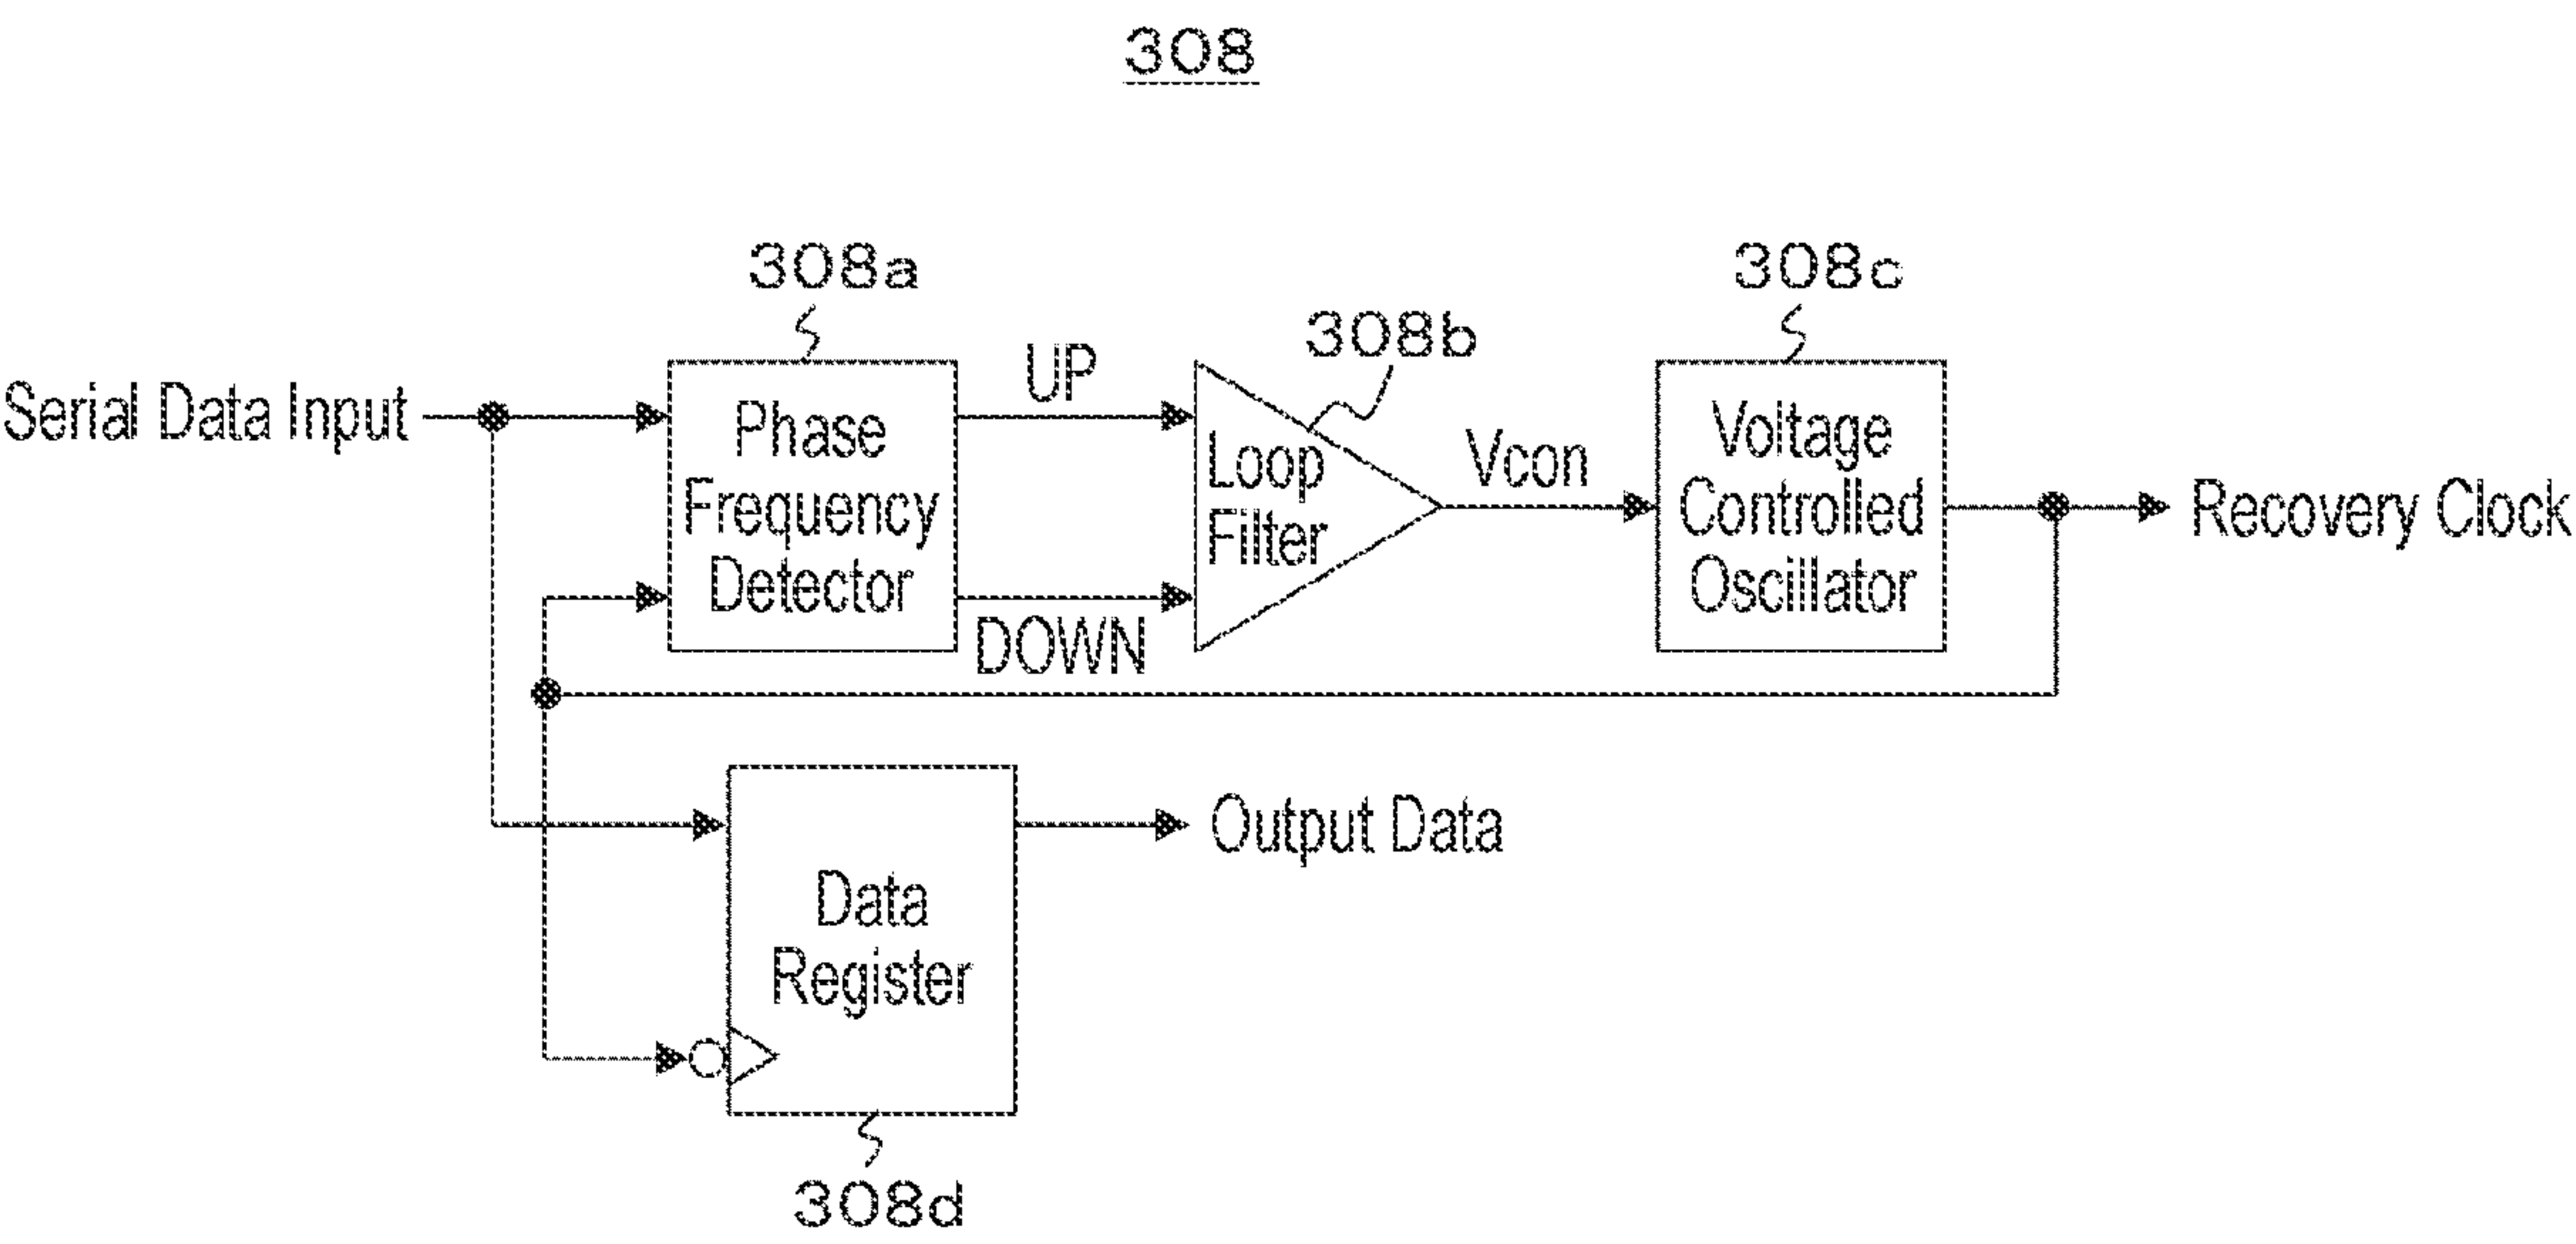 308
308a
308c
308b
UP
Serial Data Input
Phase
Frequency
Detector
Loop
Filter
Vcon
Voltage
Controlled
Oscillator
Recovery Clock
DOWN
Output Data
Data
Register
308d